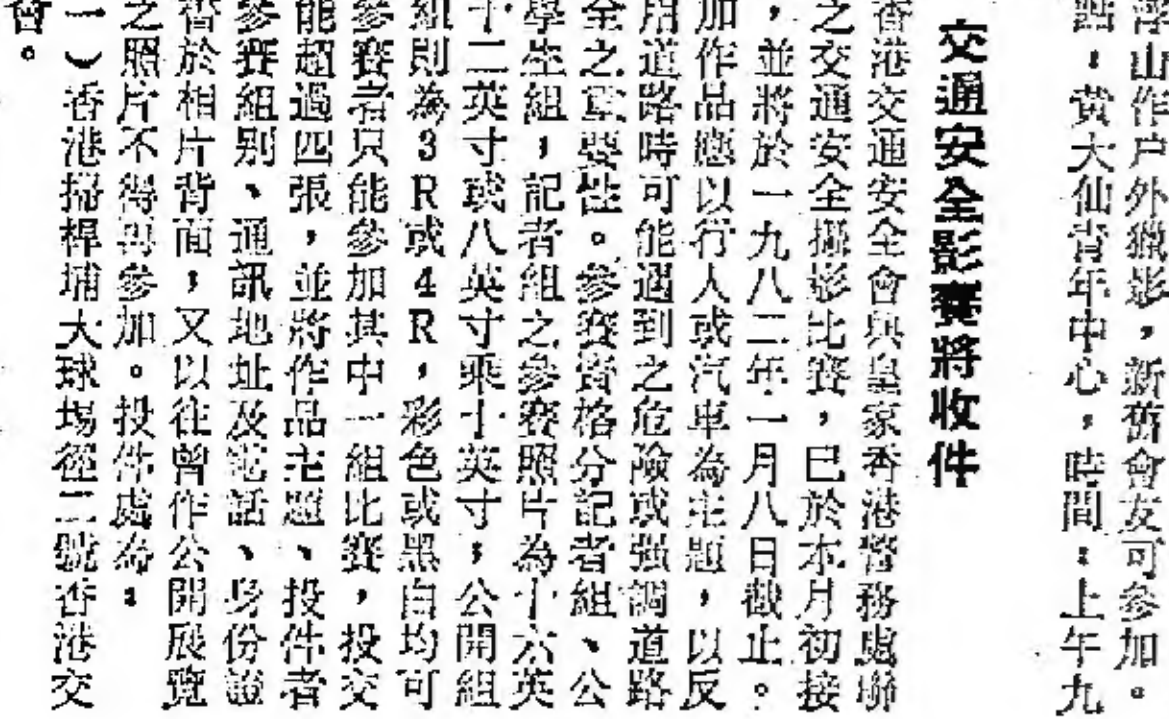 浮山作户外獵影，新舊會友可參加。
點，黄大仙青年中心，時間：上午九
交通安全影賽將收件
香港交通安全會與皇家香港警務處聯
之交通安全攝影比賽，已於本月初接
，並將於一九八二年一月八日截止。
加作品應以行人或汽車為主題，以反
用道路時可能遇到之危險或强調道路
全之重要性。參賽資格分記者組、公
學生組，記者組之參賽照片為十六英
十二英寸或八英寸乘十英寸，公開組
組則為3R或4R，彩色或黑白均可
參賽者只能參加其中一組比賽，投交
能超過四張，並將作品主題、投件者
參賽組别、通訊地址及電話、身份證
背於相片背面，又以往曾作公開展覽
之照片不得再參加。投件處為：
一）香港掃桿埔大球場徑二號香港交
會。